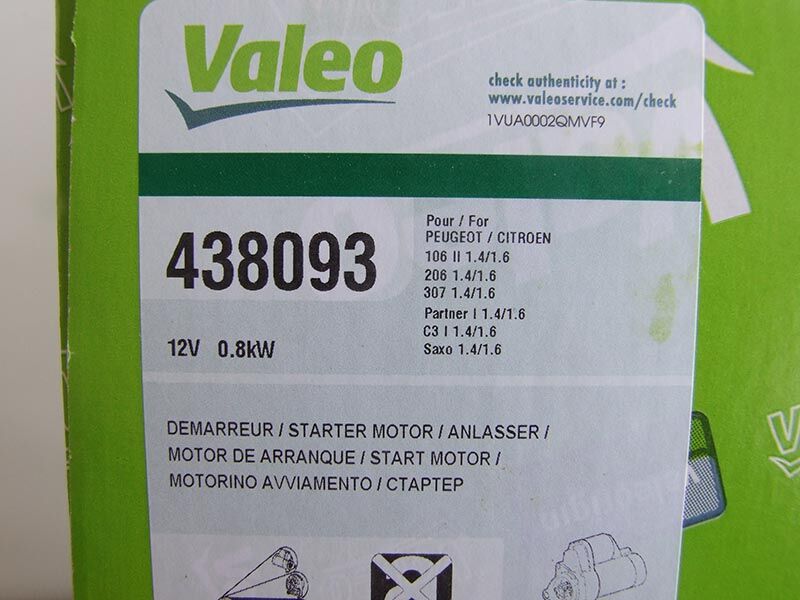 Valeo
check authenticity at :
www.valeoservice.com/check
1VUA0002QMVF9
438093
12V 0.8kW
Pour / For
PEUGEOT / CITROEN
106 II 1.4/1.6
206 1.4/1.6
307 1.4/1.6
Partner I 1.4/1.6
C3 I 1.4/1.6
Saxo 1.4/1.6
DEMARREUR / STARTER MOTOR / ANLASSER /
MOTOR DE ARRANQUE / START MOTOR /
MOTORINO AVVIAMENTO / СТАРТЕР